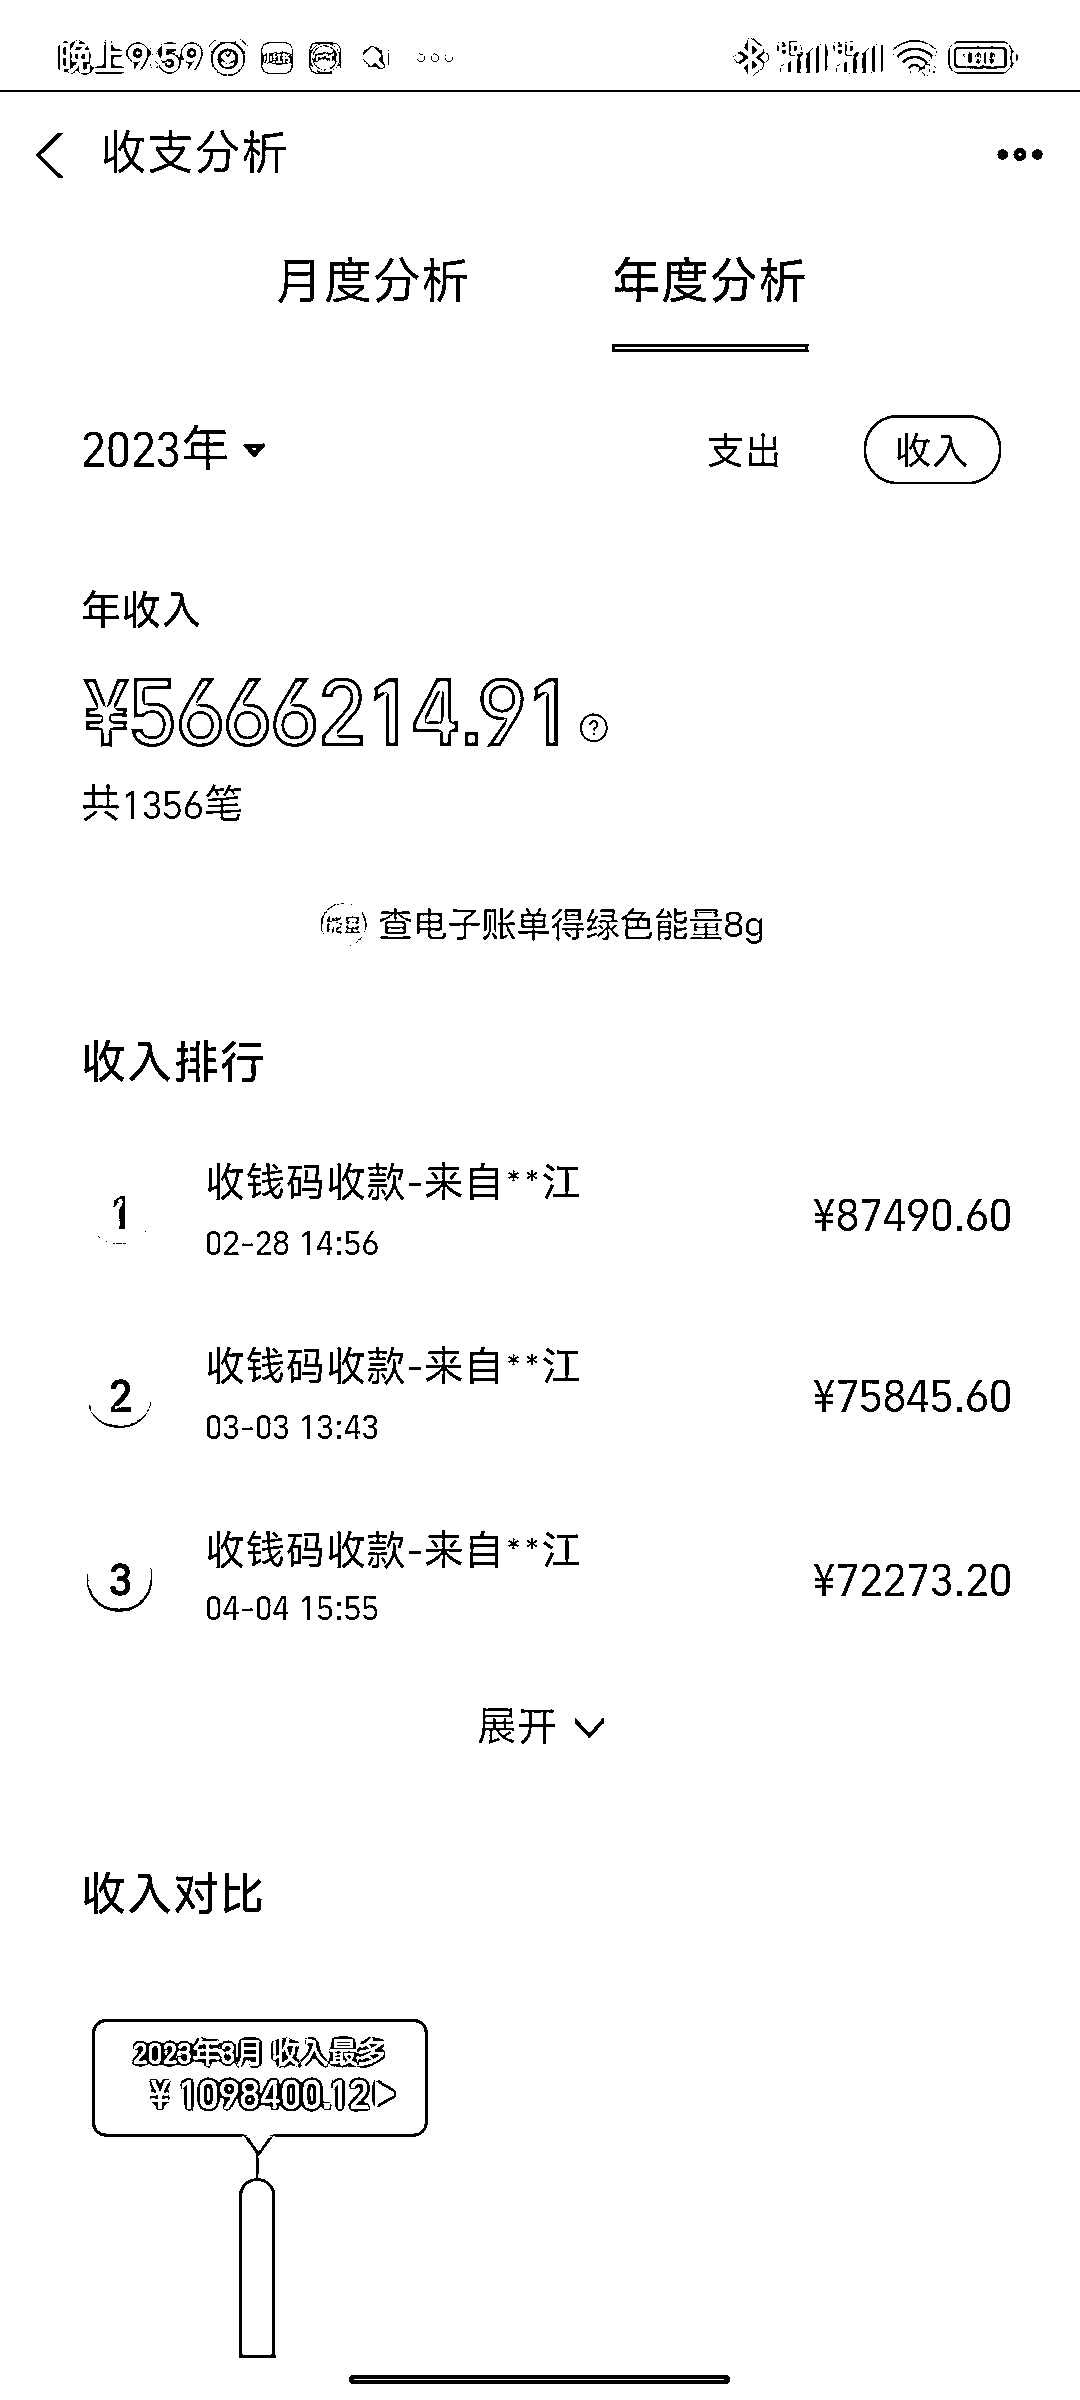 晚上9:59
收支分析
月度分析 年度分析
2023年 支出 收入
年收入
¥5666214.91 ?
共1356笔
能量 查电子账单得绿色能量8g
收入排行
1 收钱码收款-来自**江 ¥87490.60
02-28 14:56
2 收钱码收款-来自**江 ¥75845.60
03-03 13:43
3 收钱码收款-来自**江 ¥72273.20
04-04 15:55
展开
收入对比
2023年3月 收入最多
¥ 1098400.12>